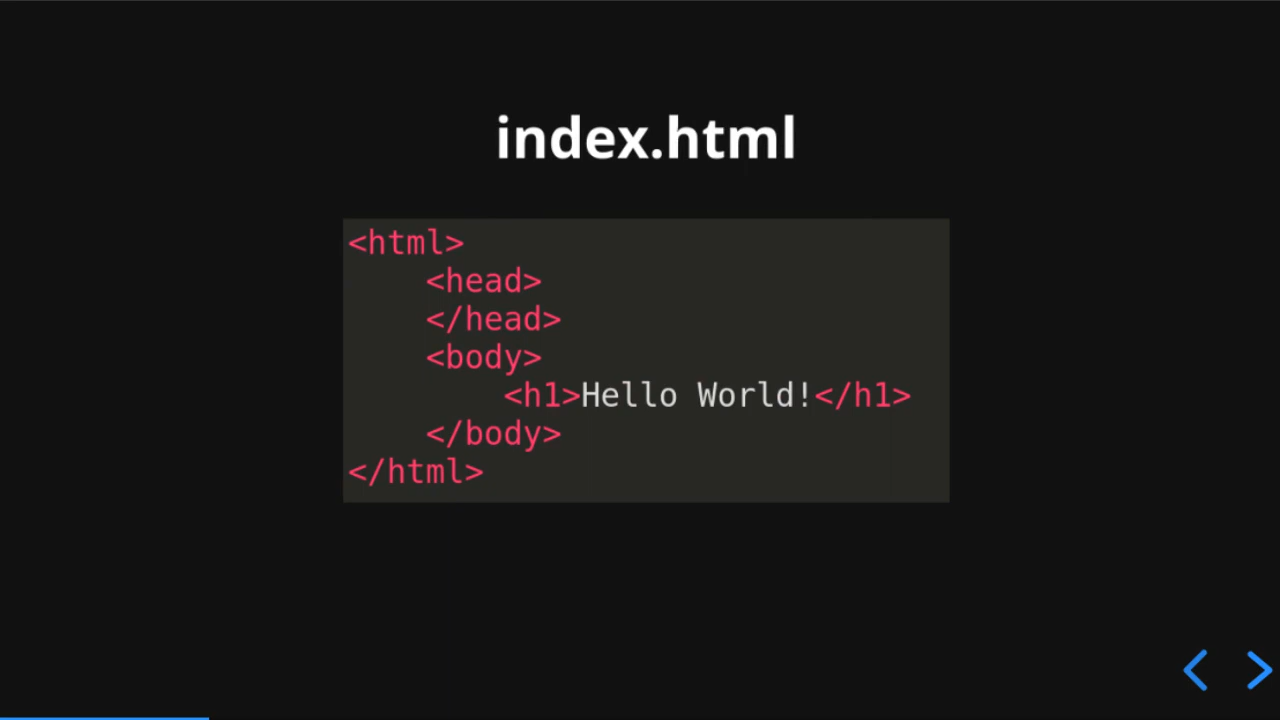 index.html
<html>
    <head>
    </head>
    <body>
        <h1>Hello World!</h1>
    </body>
</html>